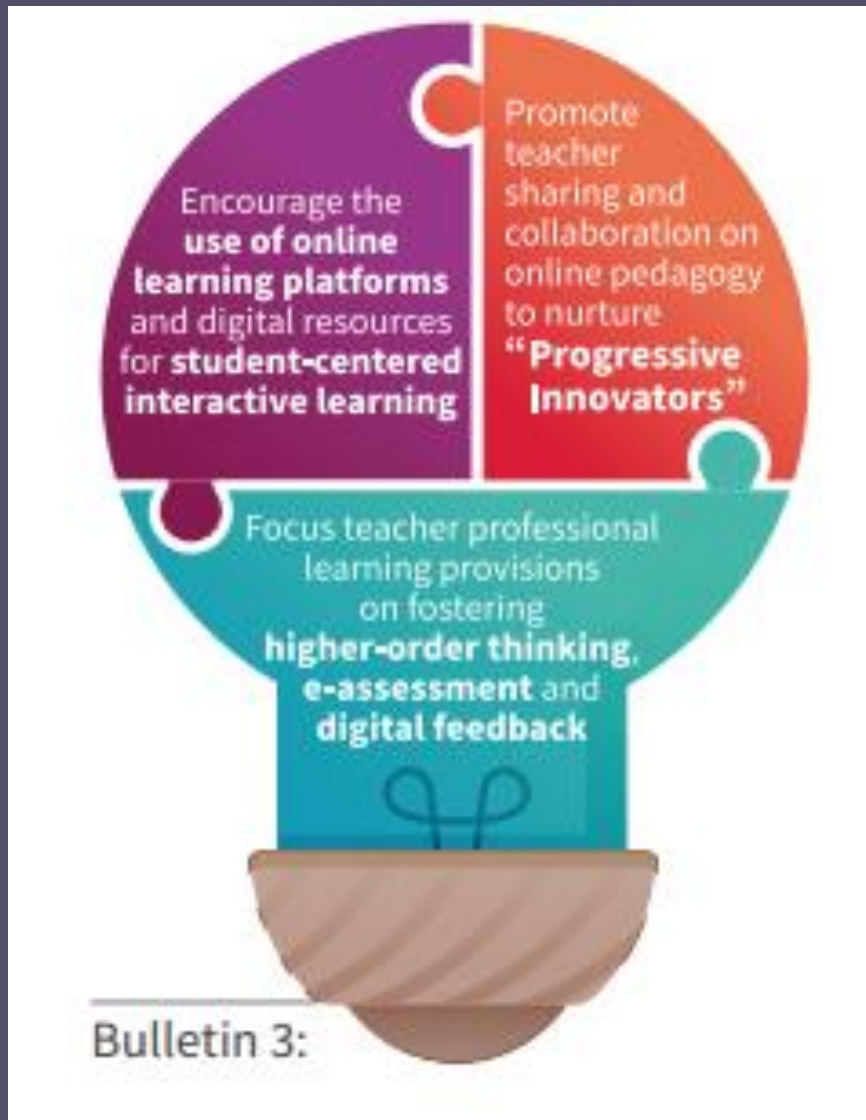 Encourage the
use of online
learning platforms
and digital resources
for student-centered
interactive learning
Promote
teacher
sharing and
collaboration on
online pedagogy
to nurture
“Progressive
Innovators”
Focus teacher professional
learning provisions
on fostering
higher-order thinking,
e-assessment and
digital feedback
Bulletin 3: